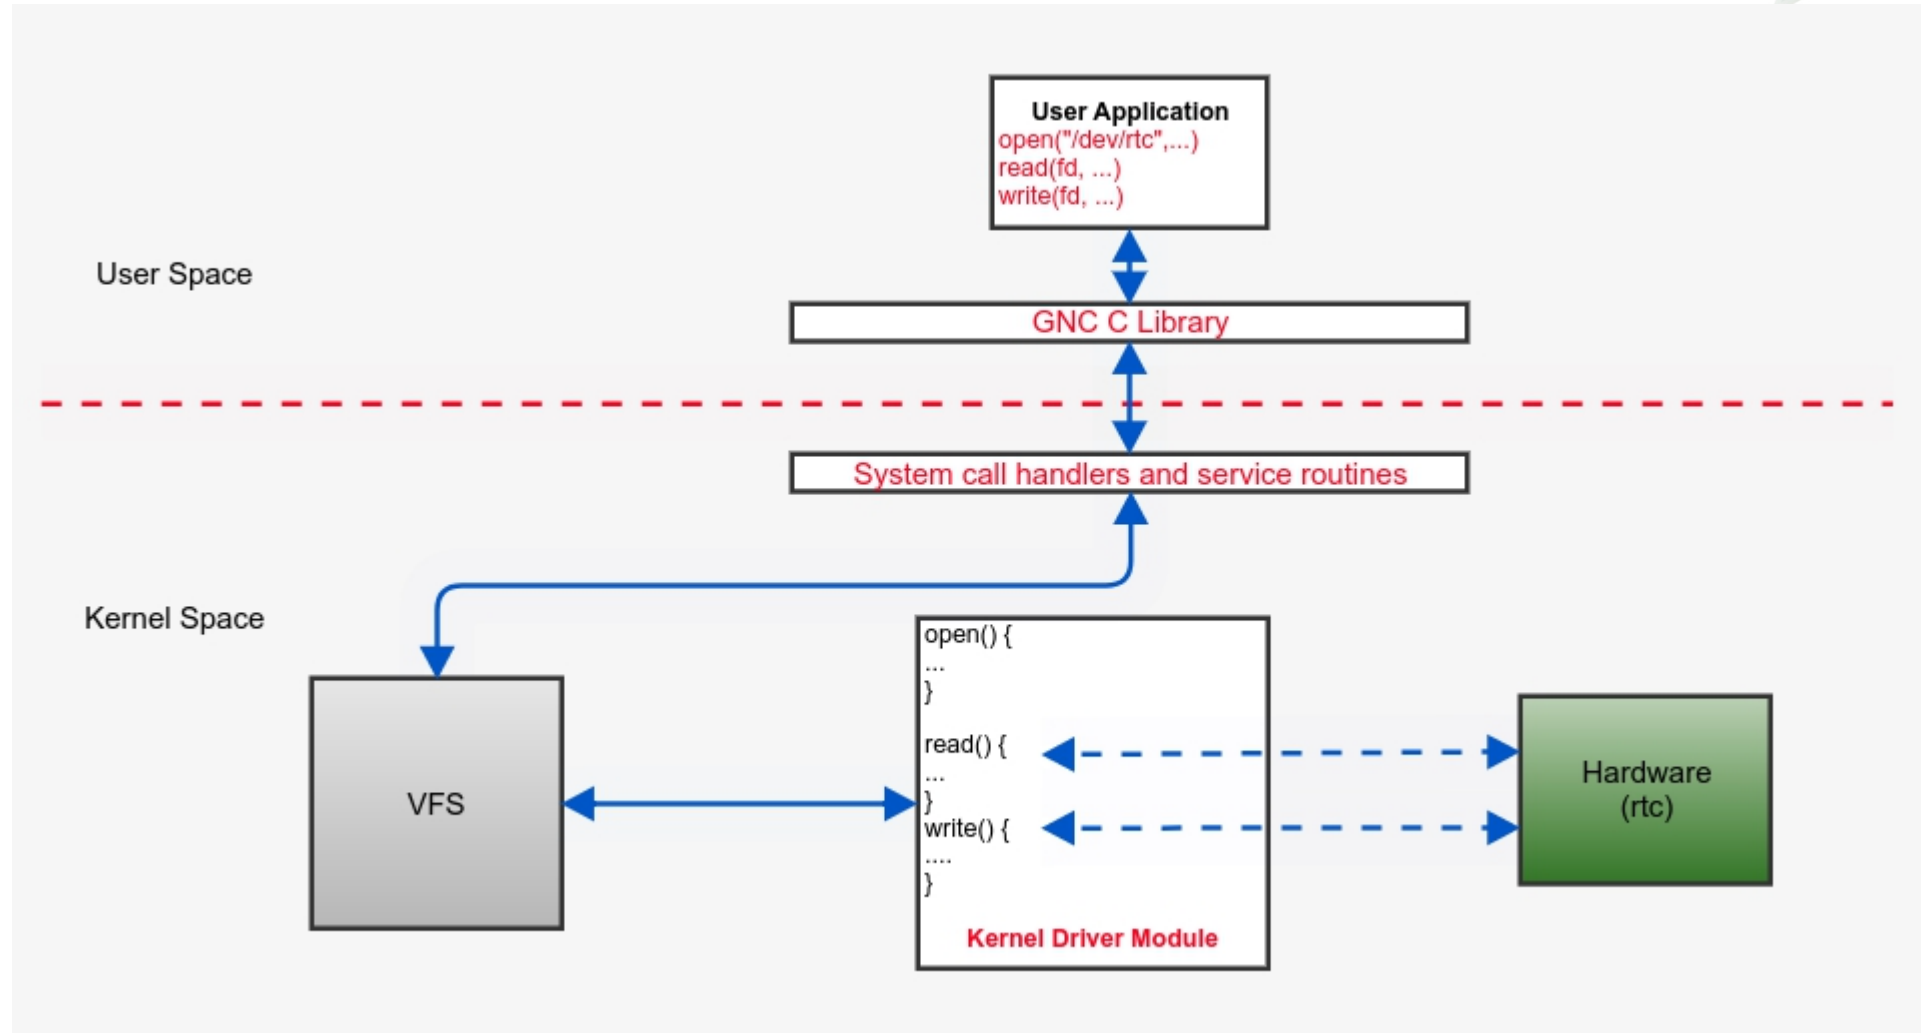 User Application
open("/dev/rtc",...)
read(fd, ...)
write(fd, ...)
User Space
GNC C Library
System call handlers and service routines
Kernel Space
VFS
open() {
...
}
read() {
...
}
write() {
....
}
Kernel Driver Module
Hardware
(rtc)